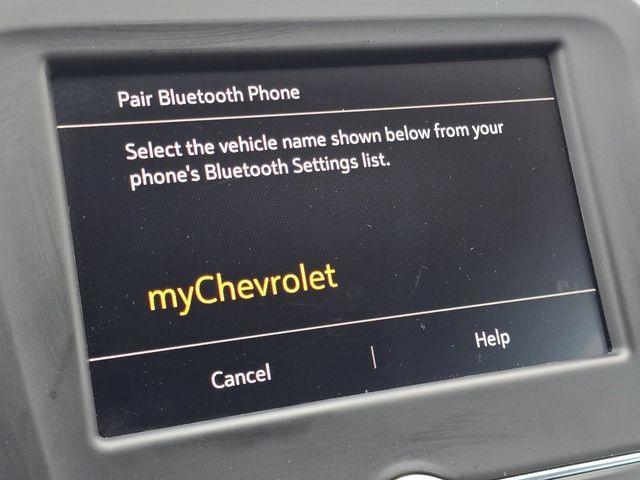 Pair Bluetooth Phone
Select the vehicle name shown below from your
phone's Bluetooth Settings list.
myChevrolet
Cancel | Help